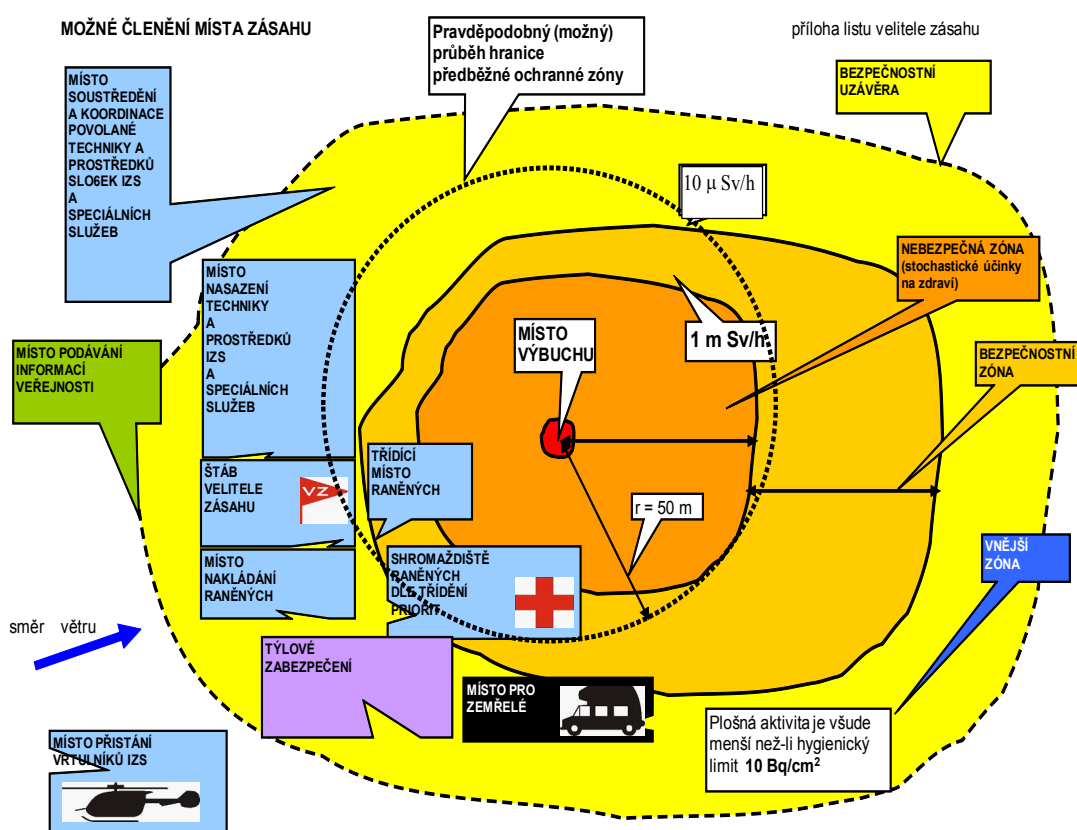 MOŽNÉ ČLENĚNÍ MÍSTA ZÁSAHU
příloha listu velitele zásahu
Pravděpodobný (možný)
průběh hranice
předběžné ochranné zóny
BEZPEČNOSTNÍ
UZÁVĚRA
MÍSTO
SOUSTŘEDĚNÍ
A KOORDINACE
POVOLANÉ
TECHNIKY A
PROSTŘEDKŮ
SLO6EK IZS
A
SPECIÁLNÍCH
SLUŽEB
10 µ Sv/h
NEBEZPEČNÁ ZÓNA
(stochastické účinky
na zdraví)
MÍSTO
NASAZENÍ
TECHNIKY
A
PROSTŘEDKŮ
IZS
A
SPECIÁLNÍCH
SLUŽEB
MÍSTO
VÝBUCHU
1 m Sv/h
BEZPEČNOSTNÍ
ZÓNA
MÍSTO PODÁVÁNÍ
INFORMACÍ
VEŘEJNOSTI
ŠTÁB
VELITELE
ZÁSAHU
VZ
TŘÍDÍCÍ
MÍSTO
RANĚNÝCH
r = 50 m
MÍSTO
NAKLÁDÁNÍ
RANĚNÝCH
SHROMAŽDIŠTĚ
RANĚNÝCH
DLE TŘÍDĚNÍ
PRIORIT
VNĚJŠÍ
ZÓNA
směr větru
TÝLOVÉ
ZABEZPEČENÍ
MÍSTO PRO
ZEMŘELÉ
Plošná aktivita je všude
menší než-li hygienický
limit 10 Bq/cm²
MÍSTO PŘISTÁNÍ
VRTULNÍKŮ IZS